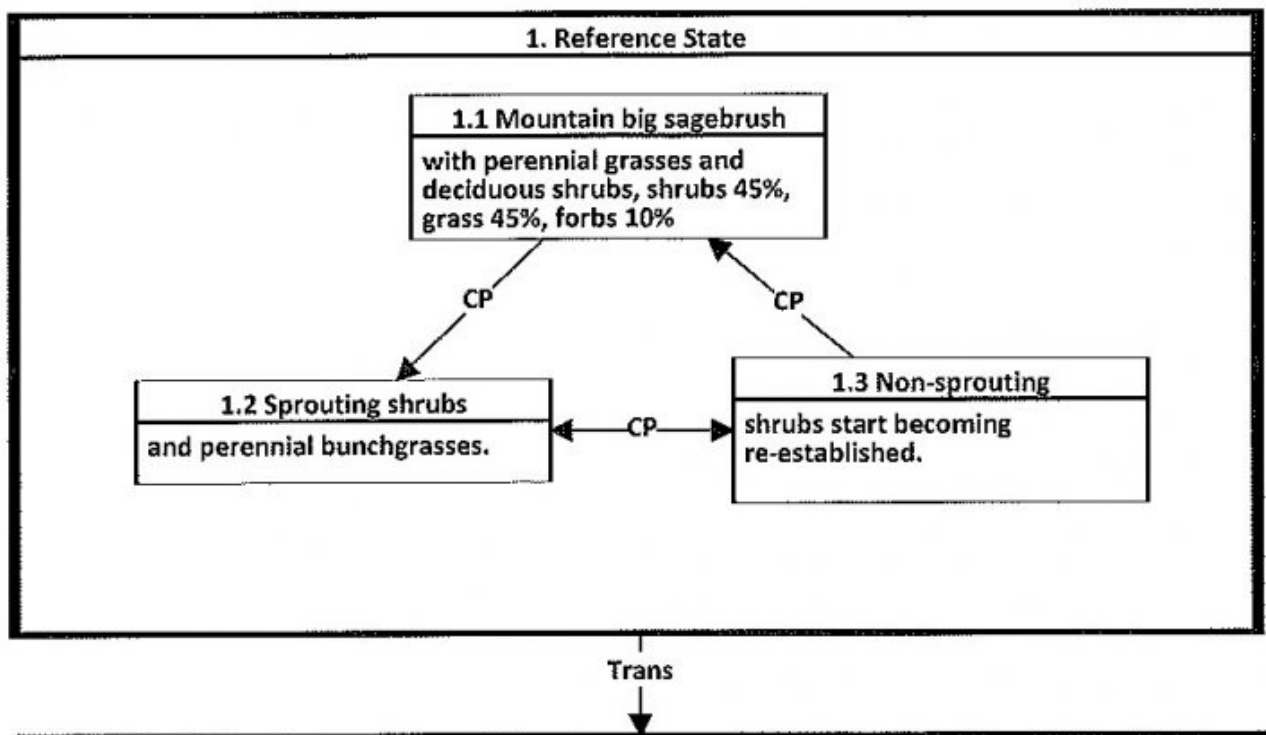 1. Reference State
1.1 Mountain big sagebrush
with perennial grasses and
deciduous shrubs, shrubs 45%,
grass 45%, forbs 10%
CP
CP
1.2 Sprouting shrubs
and perennial bunchgrasses.
CP
1.3 Non-sprouting
shrubs start becoming
re-established.
Trans